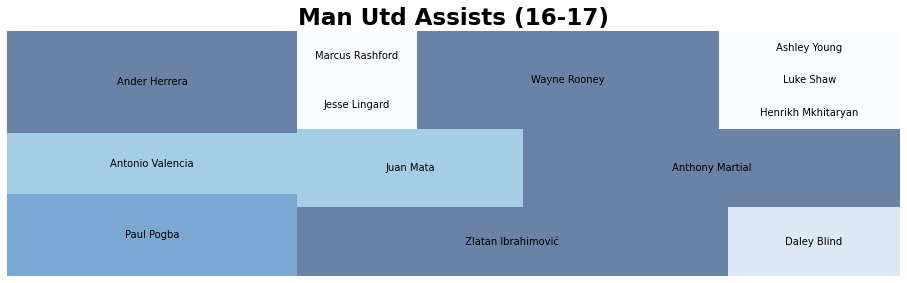 Man Utd Assists (16-17)
Ander Herrera
Marcus Rashford
Jesse Lingard
Wayne Rooney
Ashley Young
Luke Shaw
Henrikh Mkhitaryan
Antonio Valencia
Juan Mata
Anthony Martial
Paul Pogba
Zlatan Ibrahimović
Daley Blind